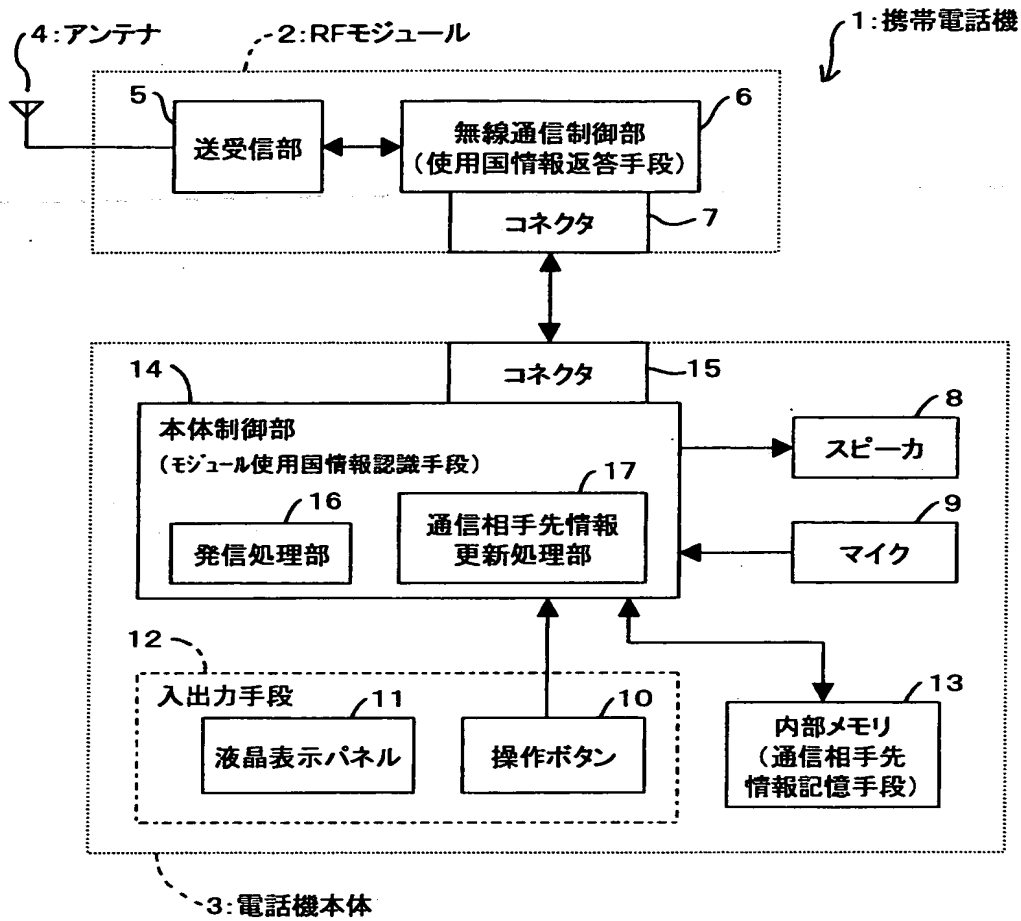 4:アンテナ
2:RFモジュール
1:携帯電話機
5
送受信部
6
無線通信制御部
(使用国情報返答手段)
コネクタ
7
14
コネクタ
15
本体制御部
(モジュール使用国情報認識手段)
16
発信処理部
17
通信相手先情報
更新処理部
8
スピーカ
9
マイク
12
入出力手段
11
液晶表示パネル
10
操作ボタン
13
内部メモリ
(通信相手先
情報記憶手段)
3:電話機本体